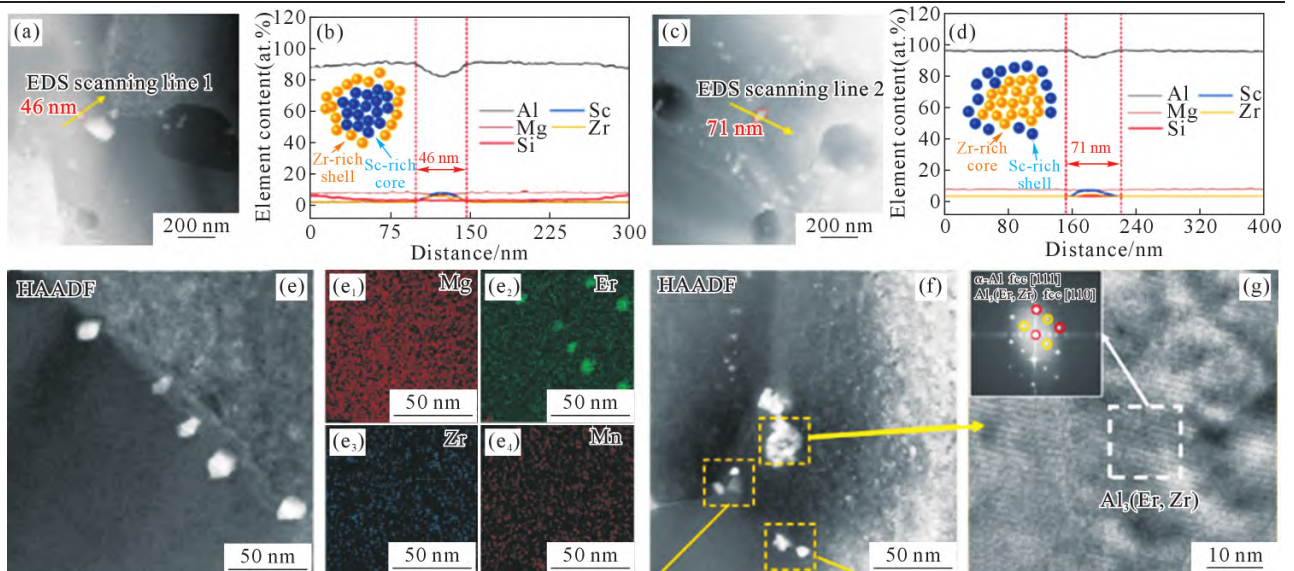 (a)
EDS scanning line 1
46 nm
200 nm
(b)
Element content(at.%)
120
100
80
60
40
20
0
Zr-rich
shell
Sc-rich
core
46 nm
Al
Mg
Si
Sc
Zr
0
75
150
225
300
Distance/nm
(c)
EDS scanning line 2
71 nm
200 nm
(d)
Element content(at.%)
120
100
80
60
40
20
0
Zr-rich
core
Sc-rich
shell
71 nm
Al
Mg
Si
Sc
Zr
0
80
160
240
320
400
Distance/nm
HAADF
(e)
50 nm
(e₁)
Mg
50 nm
(e₂)
Er
50 nm
(e₃)
Zr
50 nm
(e₄)
Mn
50 nm
HAADF
(f)
50 nm
α-Al fcc [111]
Al₃(Er, Zr) fcc [110]
(g)
Al₃(Er, Zr)
10 nm